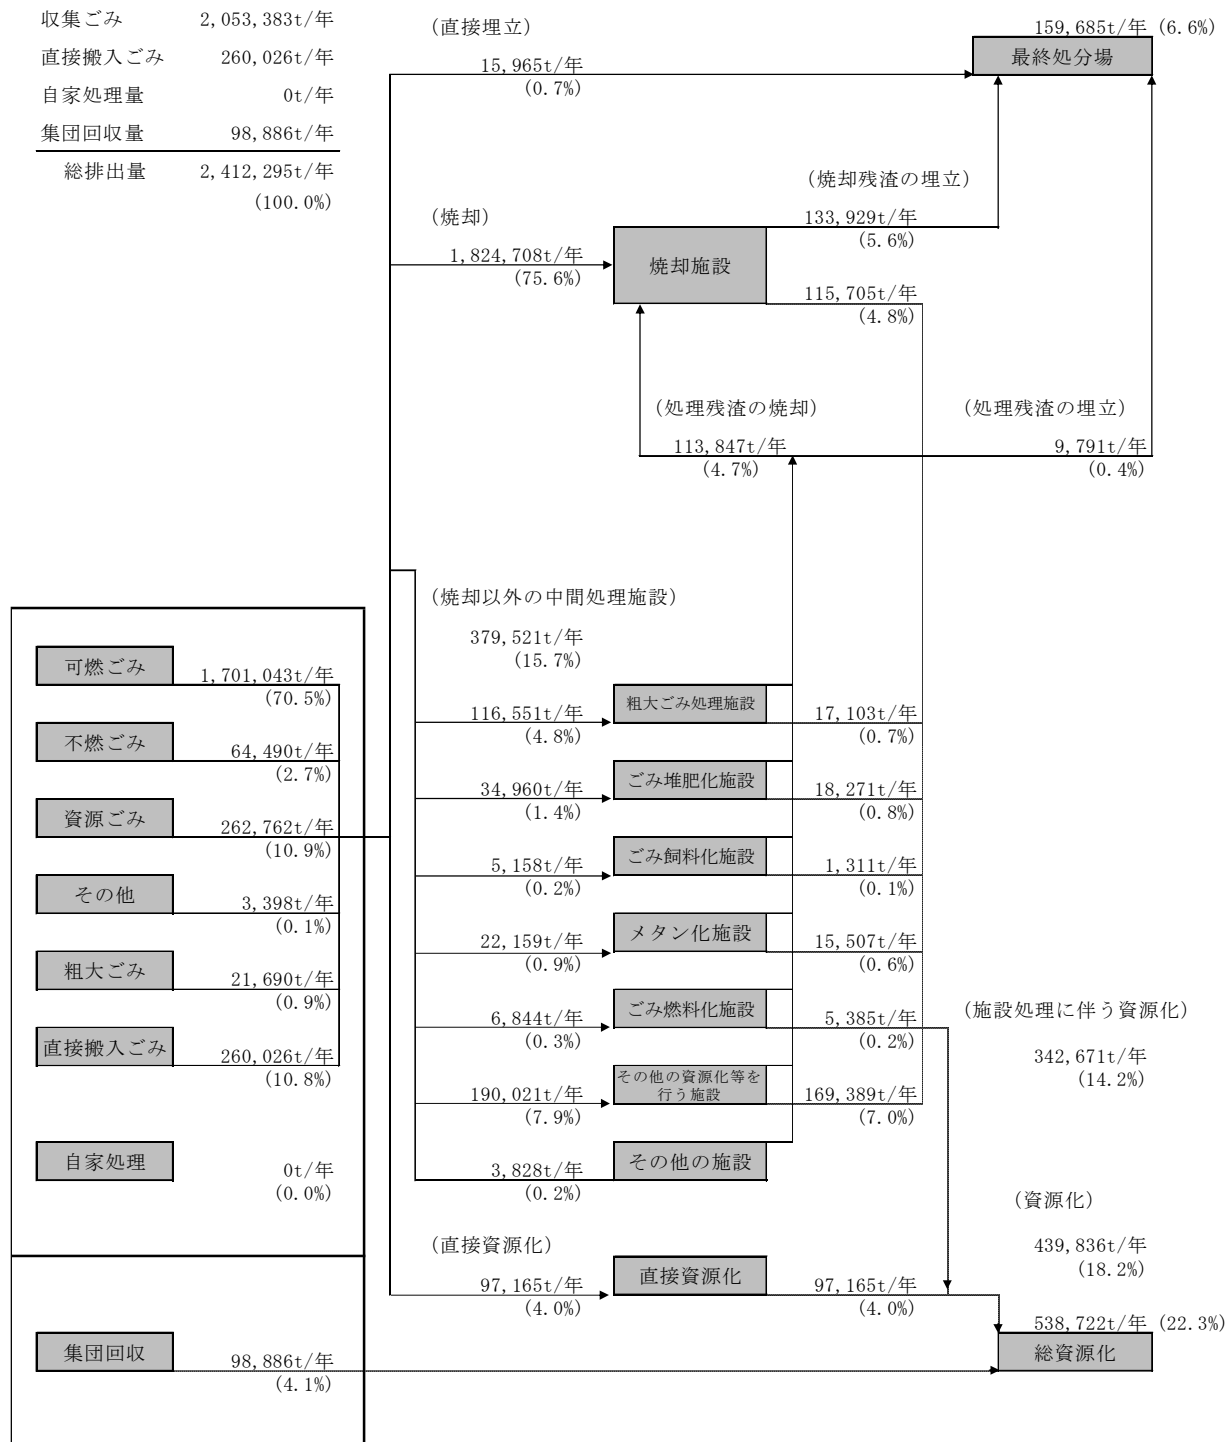 収集ごみ 2,053,383t/年
直接搬入ごみ 260,026t/年
自家処理量 0t/年
集団回収量 98,886t/年
総排出量 2,412,295t/年
(100.0%)
(直接埋立)
15,965t/年
(0.7%)
159,685t/年 (6.6%)
最終処分場
(焼却残渣の埋立)
133,929t/年
(5.6%)
(焼却)
1,824,708t/年
(75.6%)
焼却施設
115,705t/年
(4.8%)
(処理残渣の焼却)
113,847t/年
(4.7%)
(処理残渣の埋立)
9,791t/年
(0.4%)
(焼却以外の中間処理施設)
379,521t/年
(15.7%)
可燃ごみ 1,701,043t/年
(70.5%)
不燃ごみ 64,490t/年
(2.7%)
資源ごみ 262,762t/年
(10.9%)
その他 3,398t/年
(0.1%)
粗大ごみ 21,690t/年
(0.9%)
直接搬入ごみ 260,026t/年
(10.8%)
自家処理 0t/年
(0.0%)
116,551t/年 粗大ごみ処理施設 17,103t/年
(4.8%) (0.7%)
34,960t/年 ごみ堆肥化施設 18,271t/年
(1.4%) (0.8%)
5,158t/年 ごみ飼料化施設 1,311t/年
(0.2%) (0.1%)
22,159t/年 メタン化施設 15,507t/年
(0.9%) (0.6%)
6,844t/年 ごみ燃料化施設 5,385t/年
(0.3%) (0.2%)
その他の資源化等を
行う施設
190,021t/年 169,389t/年
(7.9%) (7.0%)
3,828t/年 その他の施設
(0.2%)
(施設処理に伴う資源化)
342,671t/年
(14.2%)
(資源化)
439,836t/年
(18.2%)
(直接資源化)
97,165t/年 直接資源化 97,165t/年
(4.0%) (4.0%)
538,722t/年 (22.3%)
総資源化
集団回収 98,886t/年
(4.1%)